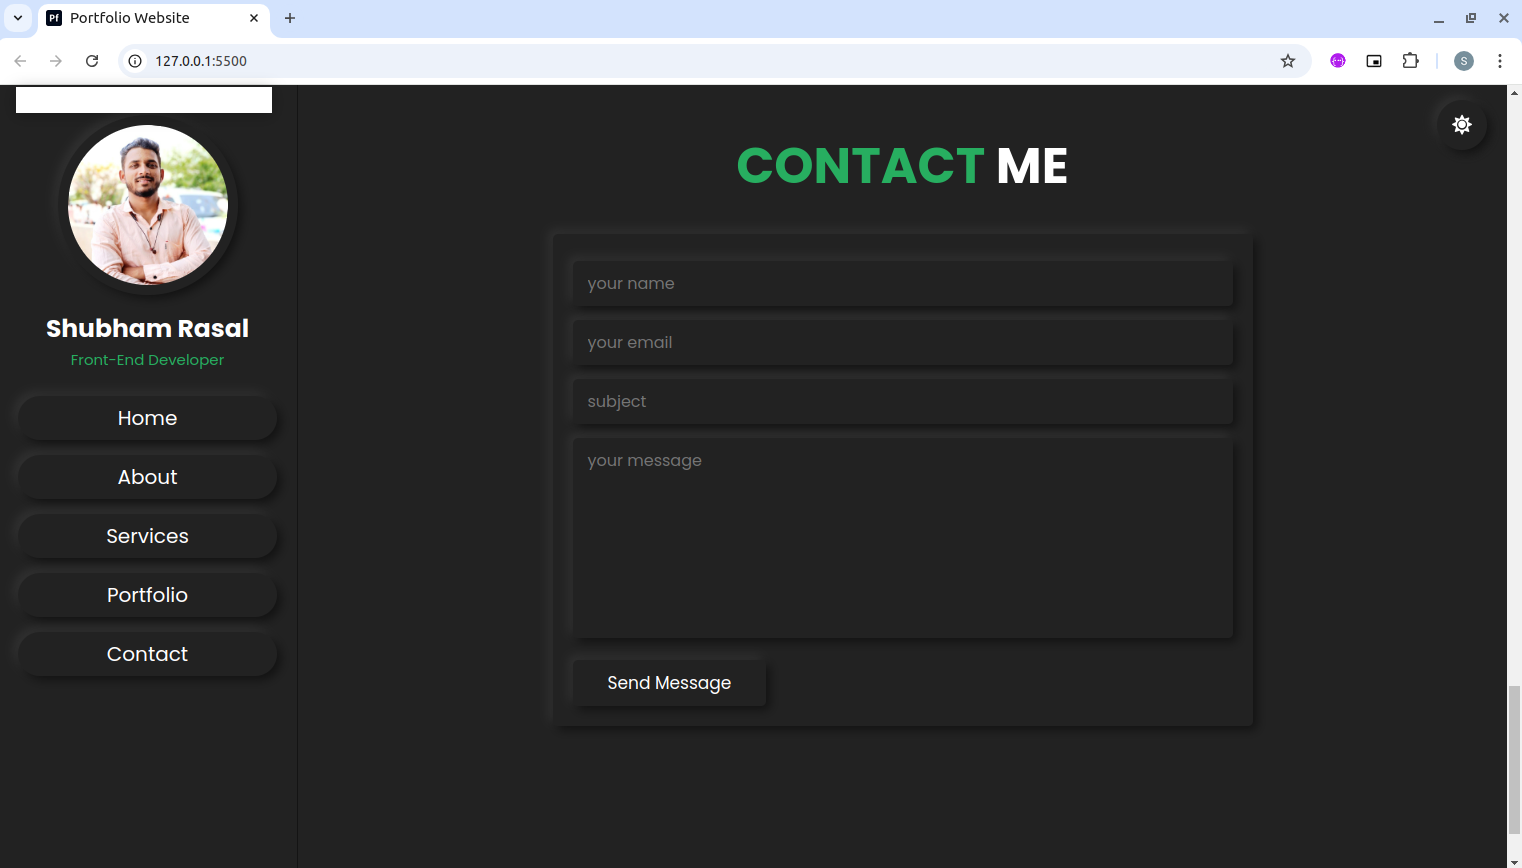 Pf Portfolio Website
127.0.0.1:5500
S
CONTACT ME
Shubham Rasal
Front-End Developer
Home
About
Services
Portfolio
Contact
your name
your email
subject
your message
Send Message